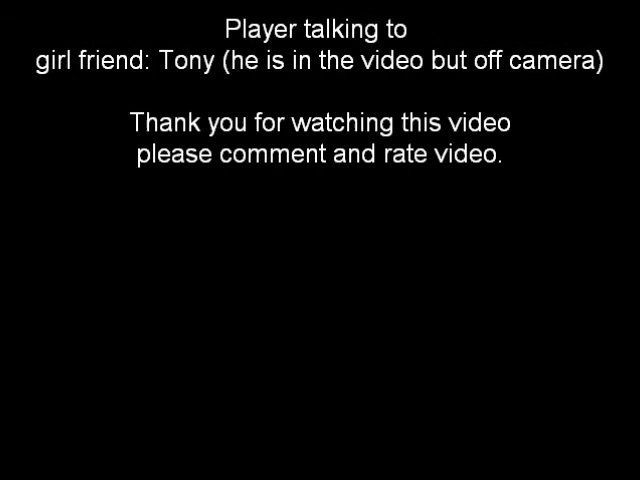 Player talking to
girl friend: Tony (he is in the video but off camera)
Thank you for watching this video
please comment and rate video.